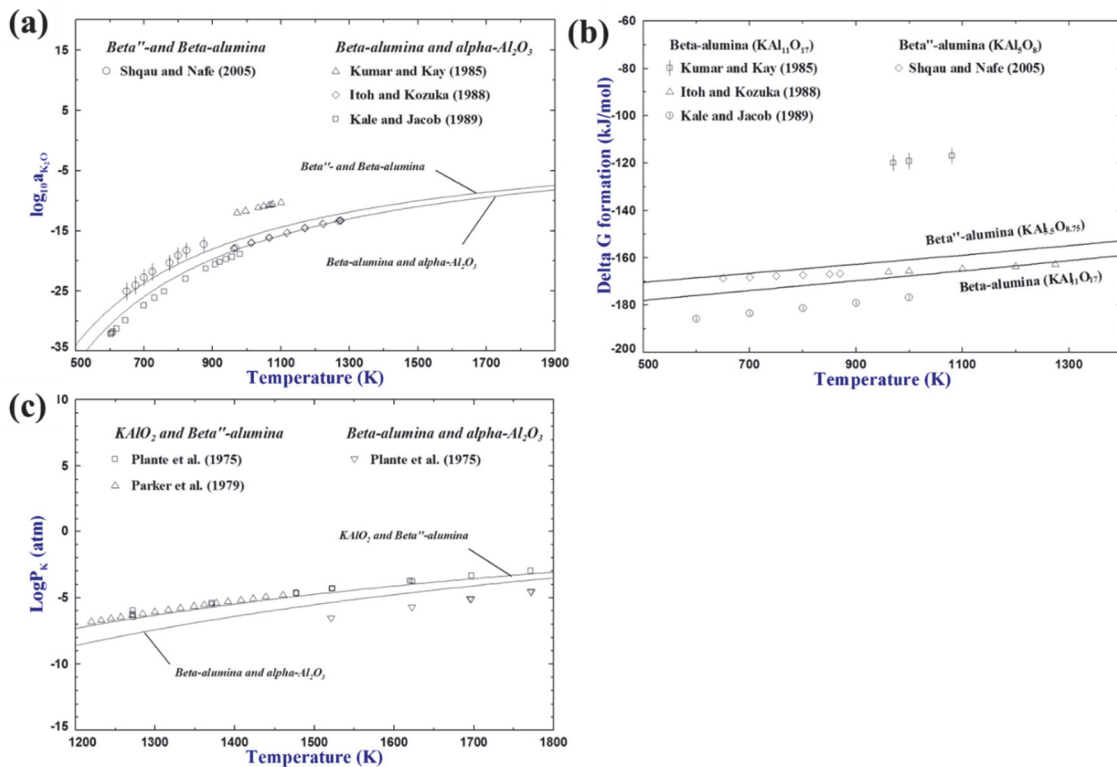 (a)
Beta"-and Beta-alumina
Shqau and Nafe (2005)
Beta-alumina and alpha-Al₂O₃
Kumar and Kay (1985)
Itoh and Kozuka (1988)
Kale and Jacob (1989)
Beta"- and Beta-alumina
Beta-alumina and alpha-Al₂O₃
log₁₀a_K₂O
15
5
-5
-15
-25
-35
500 700 900 1100 1300 1500 1700 1900
Temperature (K)
(b)
Beta-alumina (KAl₁₁O₁₇)
Kumar and Kay (1985)
Itoh and Kozuka (1988)
Kale and Jacob (1989)
Beta"-alumina (KAl₅O₈)
Shqau and Nafe (2005)
Beta"-alumina (KAl₅.₅O₈.₇₅)
Beta-alumina (KAl₁₁O₁₇)
Delta G formation (kJ/mol)
-60
-80
-100
-120
-140
-160
-180
-200
500 700 900 1100 1300
Temperature (K)
(c)
KAlO₂ and Beta"-alumina
Plante et al. (1975)
Parker et al. (1979)
Beta-alumina and alpha-Al₂O₃
Plante et al. (1975)
KAlO₂ and Beta"-alumina
Beta-alumina and alpha-Al₂O₃
LogP_K (atm)
10
5
0
-5
-10
-15
1200 1300 1400 1500 1600 1700 1800
Temperature (K)